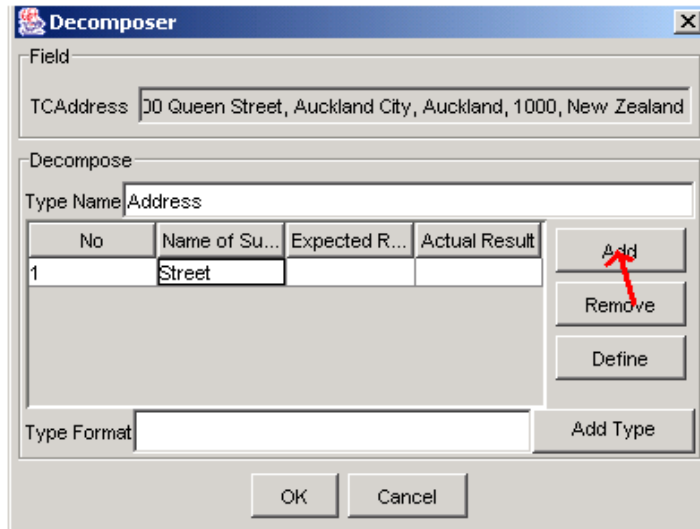 Decomposer
Field
TCAddress 00 Queen Street, Auckland City, Auckland, 1000, New Zealand
Decompose
Type Name Address
No Name of Su... Expected R... Actual Result
1 Street
Add
Remove
Define
Type Format
Add Type
OK Cancel